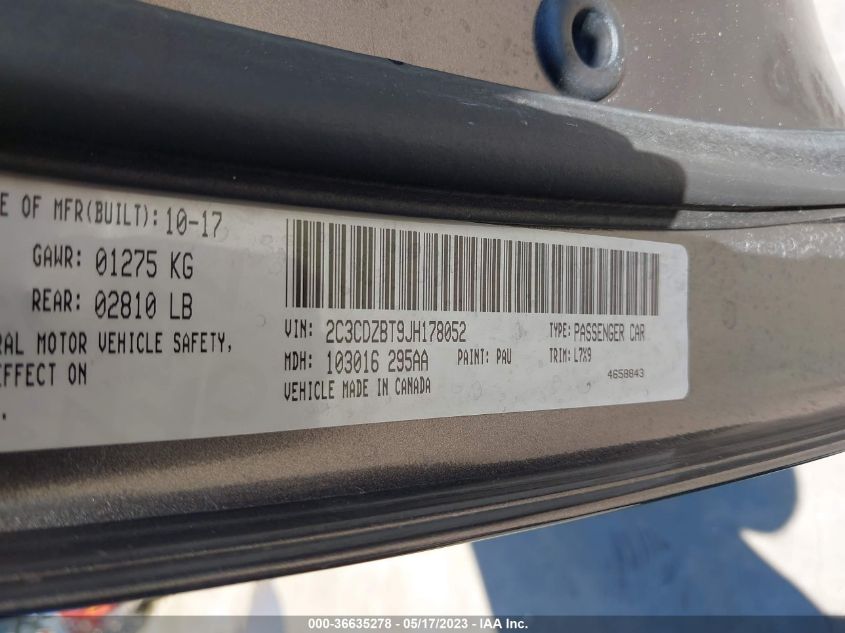 E OF MFR(BUILT): 10-17
GAWR: 01275 KG
REAR: 02810 LB
RAL MOTOR VEHICLE SAFETY,
EFFECT ON
VIN: 2C3CDZBT9JH178052
TYPE: PASSENGER CAR
MDH: 103016 295AA
PAINT: PAU
TRIM: L7X9
VEHICLE MADE IN CANADA
4658843
000-36635278 - 05/17/2023 - IAA Inc.